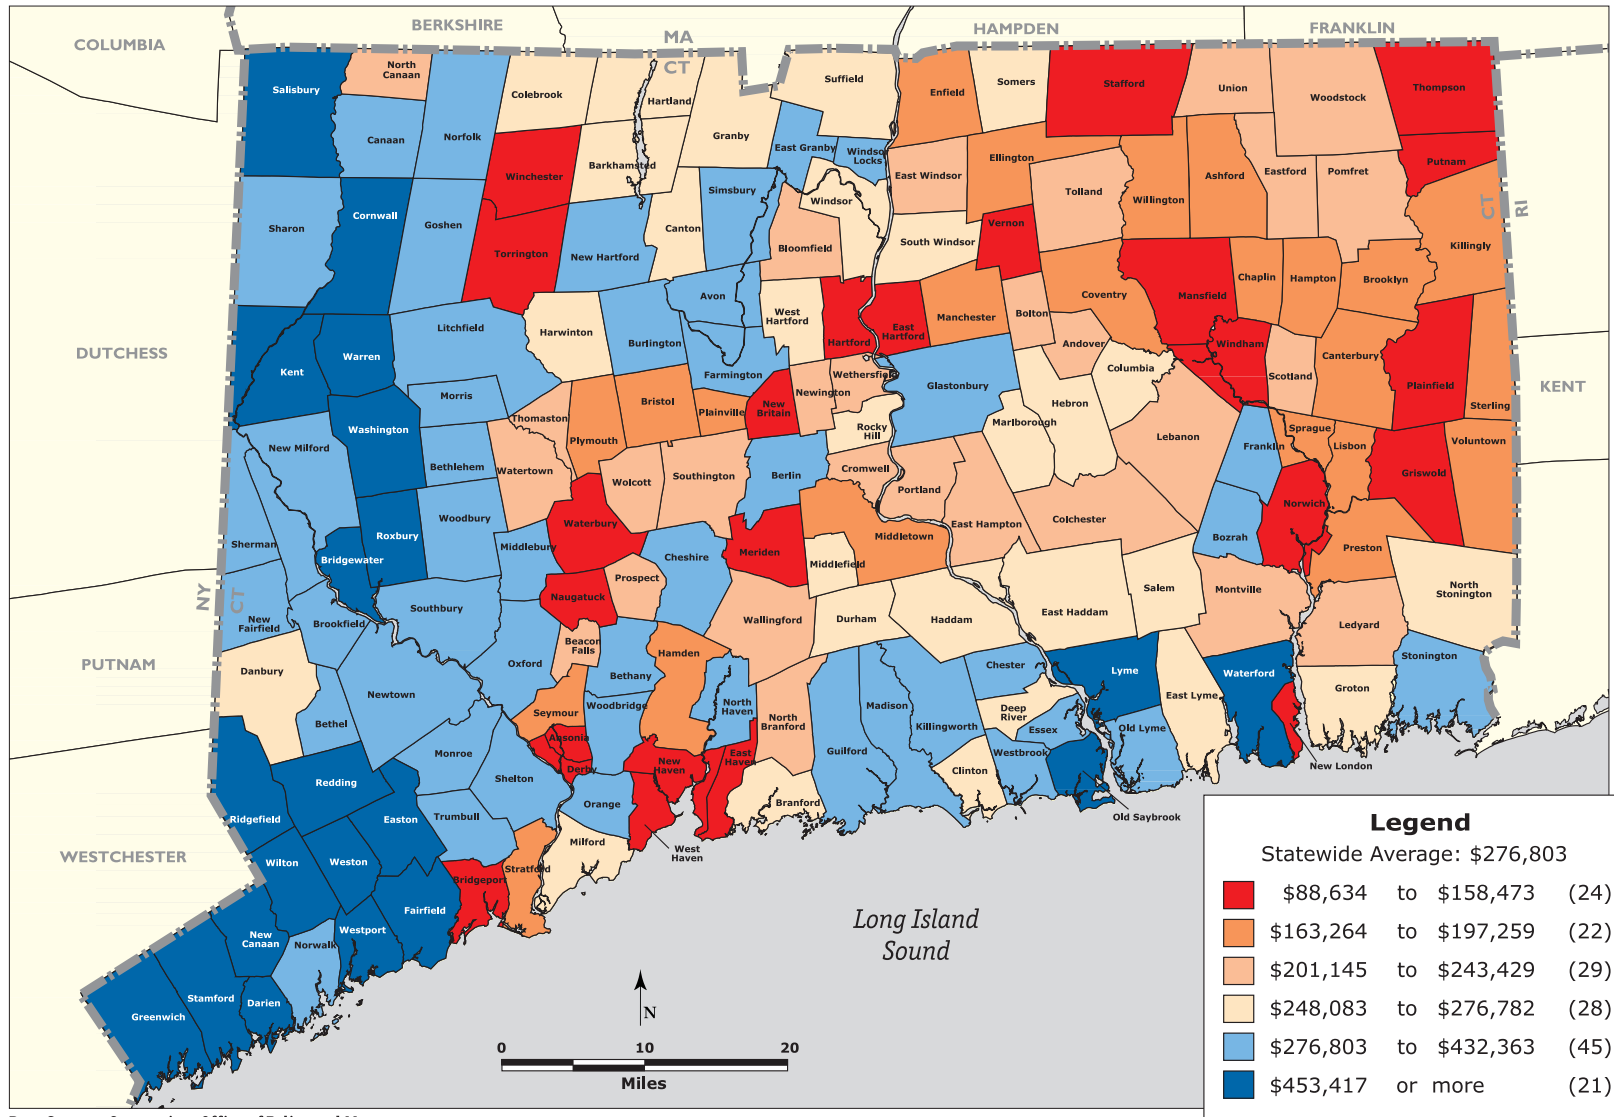 BERKSHIRE
HAMPDEN
FRANKLIN
COLUMBIA
MA
CT
North
Canaan
Salisbury
Colebrook
Hartland
Suffield
Enfield
Somers
Stafford
Union
Woodstock
Thompson
Canaan
Norfolk
Granby
East Granby
Windsor
Locks
Barkhamsted
Winchester
Simsbury
East Windsor
Ellington
Tolland
Willington
Ashford
Eastford
Pomfret
Putnam
CT
RI
Sharon
Cornwall
Goshen
Torrington
New Hartford
Canton
Windsor
Bloomfield
South Windsor
Vernon
Killingly
Avon
West
Hartford
Hartford
East
Hartford
Manchester
Bolton
Coventry
Mansfield
Chaplin
Hampton
Brooklyn
DUTCHESS
Kent
Warren
Litchfield
Harwinton
Burlington
Farmington
Newington
Wethersfield
Glastonbury
Andover
Columbia
Hebron
Windham
Scotland
Canterbury
Plainfield
Sterling
KENT
Morris
Thomaston
Plymouth
Bristol
Plainville
New
Britain
Rocky
Hill
Marlborough
Lebanon
Franklin
Sprague
Lisbon
Griswold
Voluntown
New Milford
Washington
Bethlehem
Watertown
Wolcott
Southington
Berlin
Cromwell
Portland
East Hampton
Colchester
Norwich
Bozrah
Preston
Sherman
Bridgewater
Roxbury
Woodbury
Middlebury
Waterbury
Cheshire
Meriden
Middletown
Middlefield
Salem
Montville
North
Stonington
NY
CT
New
Fairfield
Brookfield
Southbury
Naugatuck
Prospect
Wallingford
Durham
Haddam
East Haddam
Ledyard
PUTNAM
Danbury
Newtown
Oxford
Beacon
Falls
Bethany
Hamden
Chester
Lyme
Waterford
Stonington
Bethel
Seymour
Woodbridge
North
Haven
North
Branford
Madison
Killingworth
Deep
River
Essex
Old Lyme
East Lyme
Groton
Redding
Monroe
Shelton
Ansonia
Derby
New
Haven
East
Haven
Guilford
Westbrook
Clinton
New London
Ridgefield
Easton
Trumbull
Orange
Branford
Old Saybrook
WESTCHESTER
Wilton
Weston
Bridgeport
Stratford
Milford
West
Haven
New
Canaan
Norwalk
Westport
Fairfield
Greenwich
Stamford
Darien
Long Island
Sound
N
0 10 20
Miles
Legend
Statewide Average: $276,803
$88,634 to $158,473 (24)
$163,264 to $197,259 (22)
$201,145 to $243,429 (29)
$248,083 to $276,782 (28)
$276,803 to $432,363 (45)
$453,417 or more (21)